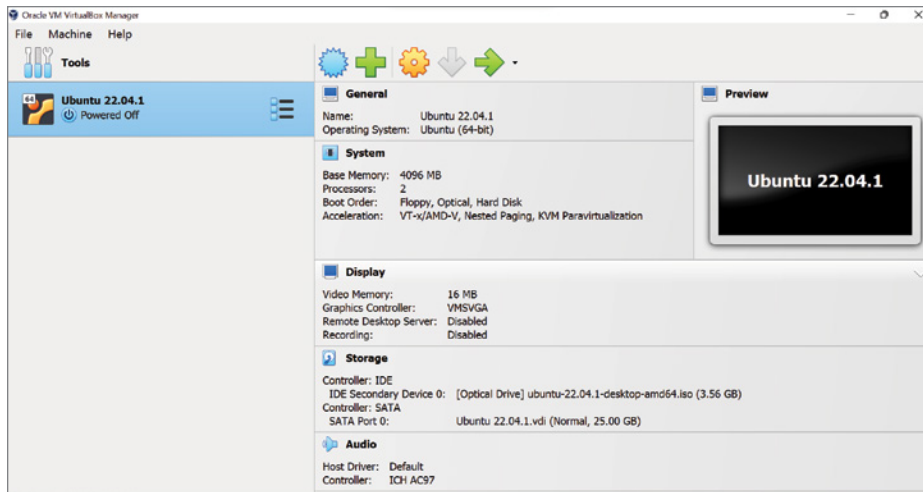 Oracle VM VirtualBox Manager
File Machine Help
Tools
64
Ubuntu 22.04.1
Powered Off
General
Name: Ubuntu 22.04.1
Operating System: Ubuntu (64-bit)
System
Base Memory: 4096 MB
Processors: 2
Boot Order: Floppy, Optical, Hard Disk
Acceleration: VT-x/AMD-V, Nested Paging, KVM Paravirtualization
Preview
Ubuntu 22.04.1
Display
Video Memory: 16 MB
Graphics Controller: VMSVGA
Remote Desktop Server: Disabled
Recording: Disabled
Storage
Controller: IDE
IDE Secondary Device 0: [Optical Drive] ubuntu-22.04.1-desktop-amd64.iso (3.56 GB)
Controller: SATA
SATA Port 0: Ubuntu 22.04.1.vdi (Normal, 25.00 GB)
Audio
Host Driver: Default
Controller: ICH AC97